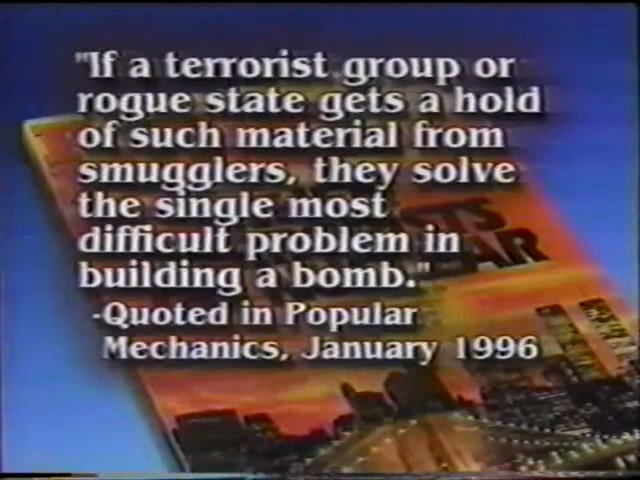 "If a terrorist group or
rogue state gets a hold
of such material from
smugglers, they solve
the single most
difficult problem in
building a bomb."
-Quoted in Popular
Mechanics, January 1996